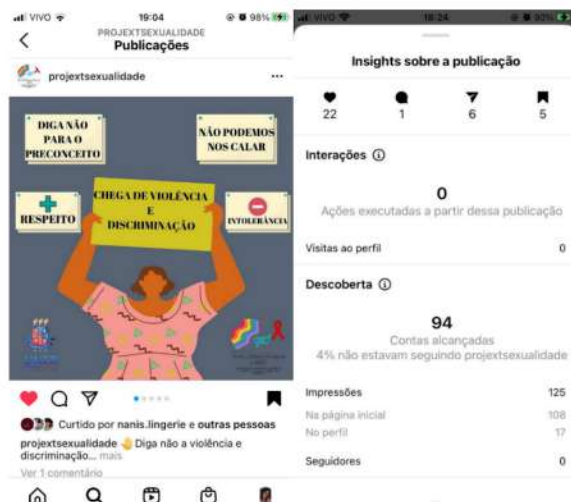 VIVO
19:04
98%
PROJEXTSEXUALIDADE
Publicações
projextsexualidade
DIGA NÃO
PARA O
PRECONCEITO
NÃO PODEMOS
NOS CALAR
CHEGA DE VIOLÊNCIA
E
DISCRIMINAÇÃO
RESPEITO
INTOLERÂNCIA
Curtido por nanis.lingerie e outras pessoas
projextsexualidade Diga não a violência e
discriminação... mais
Ver 1 comentário
VIVO
18:24
90%
Insights sobre a publicação
22 1 6 5
Interações
0
Ações executadas a partir dessa publicação
Visitas ao perfil 0
Descoberta
94
Contas alcançadas
4% não estavam seguindo projextsexualidade
Impressões 125
Na página inicial 108
No perfil 17
Seguidores 0